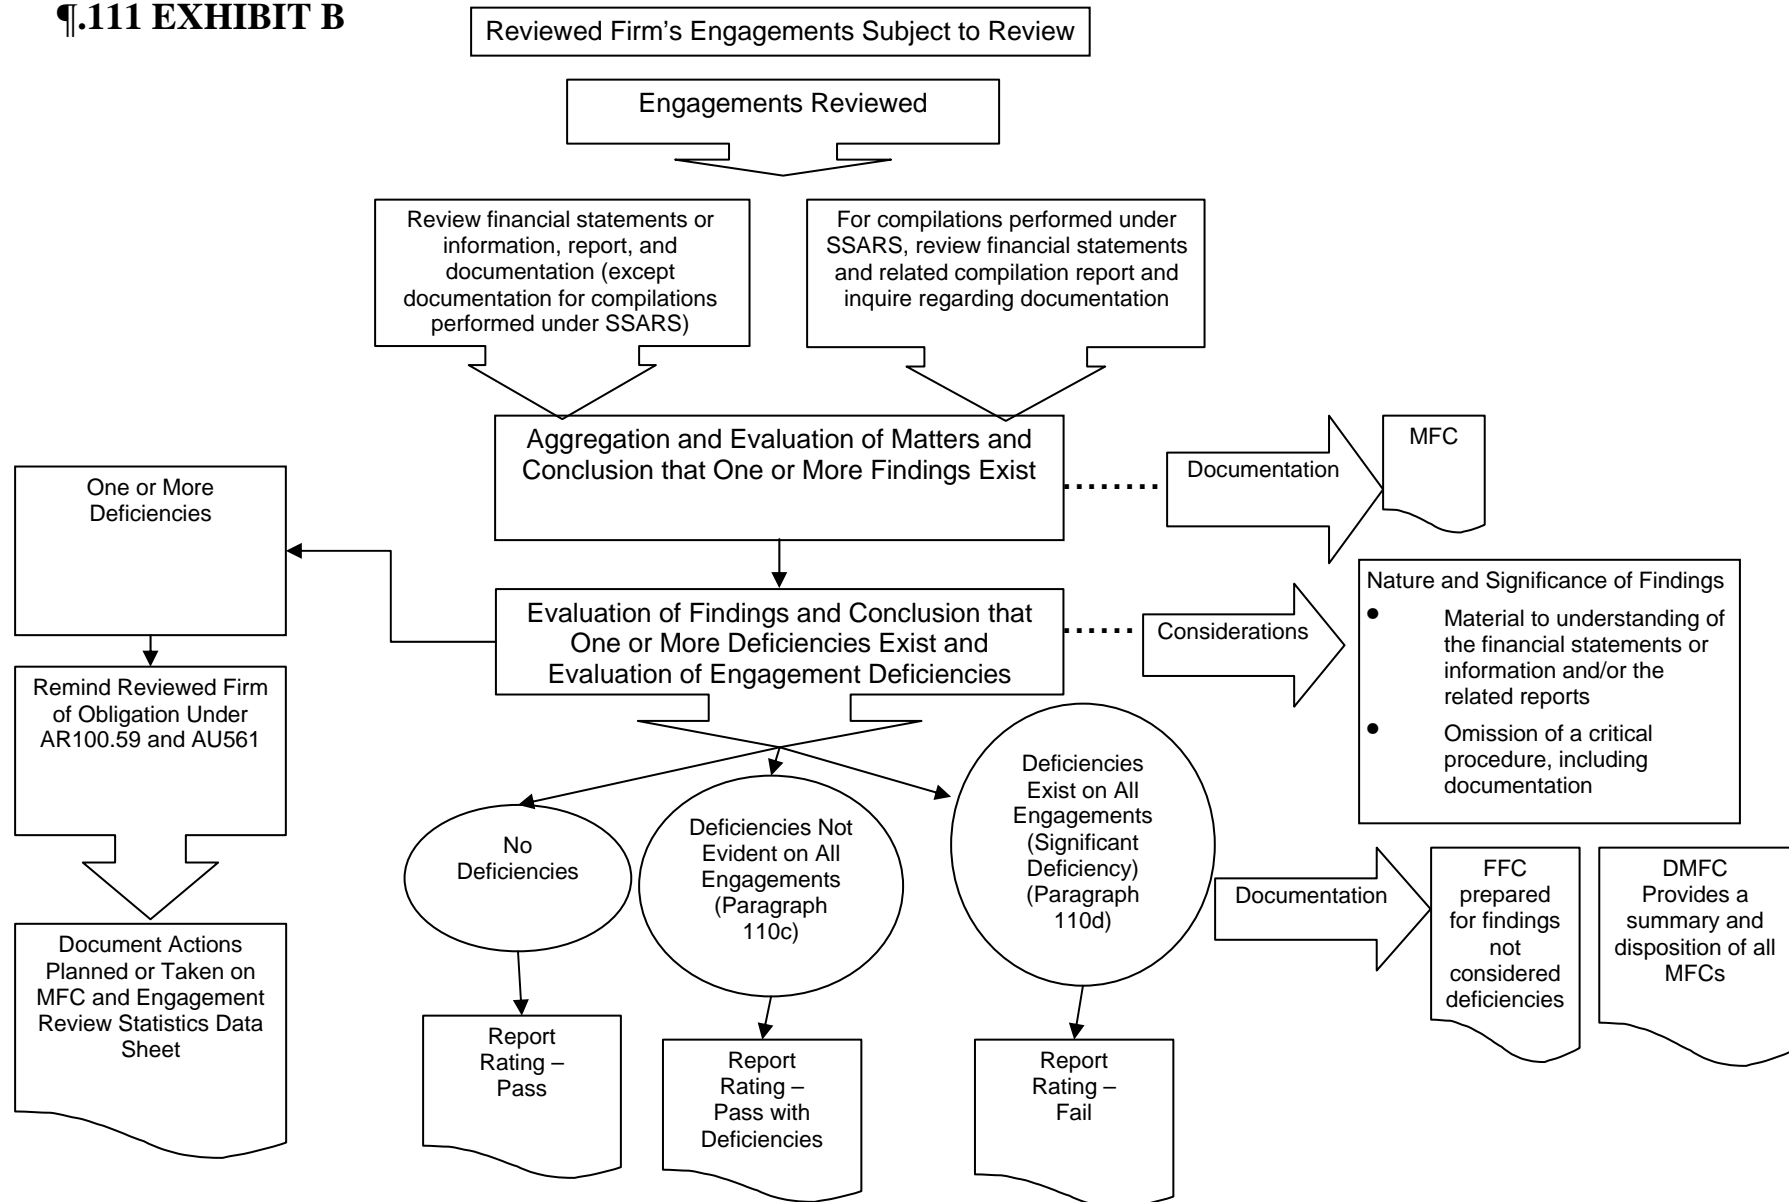 ¶.111 EXHIBIT B
Reviewed Firm's Engagements Subject to Review
Engagements Reviewed
Review financial statements or
information, report, and
documentation (except
documentation for compilations
performed under SSARS)
For compilations performed under
SSARS, review financial statements
and related compilation report and
inquire regarding documentation
Aggregation and Evaluation of Matters and
Conclusion that One or More Findings Exist
Documentation
MFC
One or More
Deficiencies
Evaluation of Findings and Conclusion that
One or More Deficiencies Exist and
Evaluation of Engagement Deficiencies
Considerations
Nature and Significance of Findings
● Material to understanding of
the financial statements or
information and/or the
related reports
● Omission of a critical
procedure, including
documentation
Remind Reviewed Firm
of Obligation Under
AR100.59 and AU561
No
Deficiencies
Deficiencies Not
Evident on All
Engagements
(Paragraph
110c)
Deficiencies
Exist on All
Engagements
(Significant
Deficiency)
(Paragraph
110d)
Documentation
FFC
prepared
for findings
not
considered
deficiencies
DMFC
Provides a
summary and
disposition of all
MFCs
Document Actions
Planned or Taken on
MFC and Engagement
Review Statistics Data
Sheet
Report
Rating –
Pass
Report
Rating –
Pass with
Deficiencies
Report
Rating –
Fail